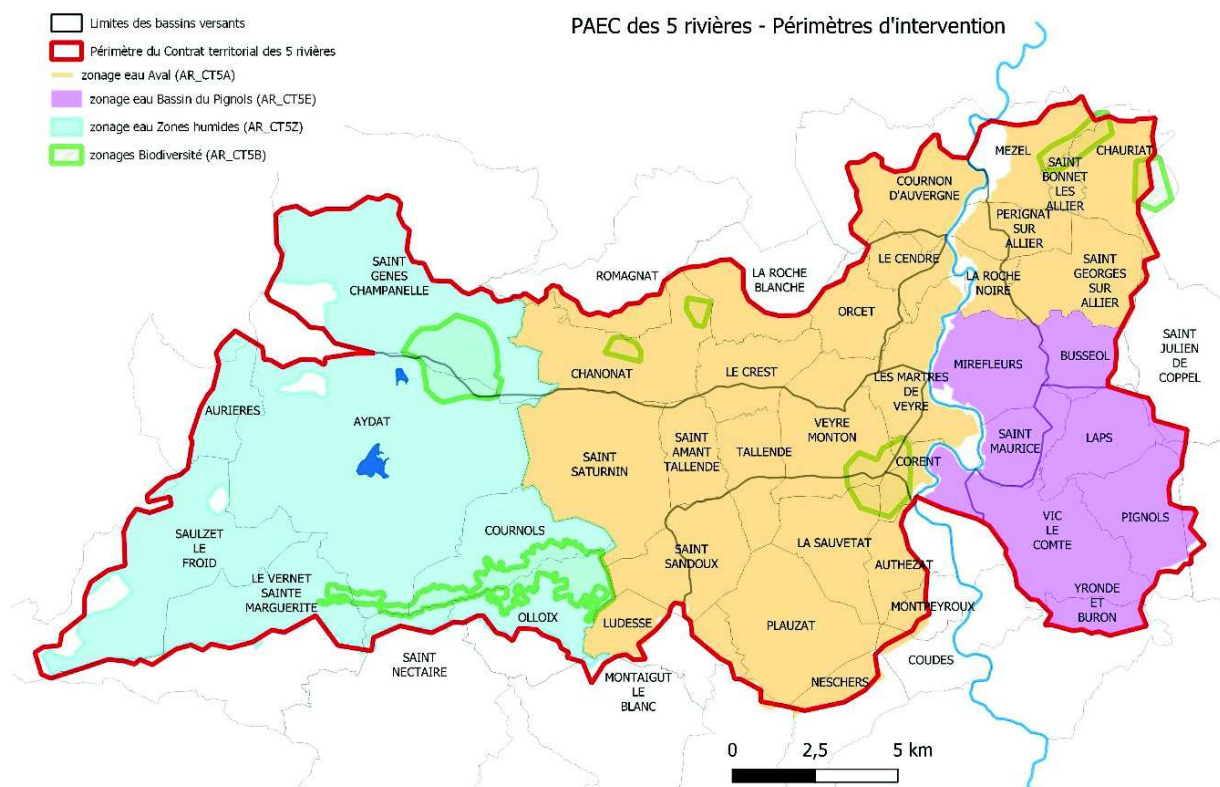 PAEC des 5 rivières - Périmètres d'intervention
Limites des bassins versants
Périmètre du Contrat territorial des 5 rivières
zonage eau Aval (AR_CT5A)
zonage eau Bassin du Pignols (AR_CT5E)
zonage eau Zones humides (AR_CT5Z)
zonages Biodiversité (AR_CT5B)
MEZEL
CHAURIAT
SAINT
BONNET
LES
ALLIER
COURNON
D'AUVERGNE
PERIGNAT
SUR
ALLIER
LE CENDRE
SAINT
GENES
CHAMPANELLE
ROMAGNAT
LA ROCHE
BLANCHE
LA ROCHE
NOIRE
SAINT
GEORGES
SUR
ALLIER
ORCET
SAINT
JULIEN
DE
COPPEL
MIREFLEURS
BUSSEOL
CHANONAT
LE CREST
LES MARTRES
DE
VEYRE
AURIERES
AYDAT
VEYRE
MONTON
SAINT
MAURICE
LAPS
SAINT
SATURNIN
SAINT
AMANT
TALLENDE
TALLENDE
CORENT
VIC
LE
COMTE
PIGNOLS
SAULZET
LE
FROID
COURNOLS
SAINT
SANDOUX
LA SAUVETAT
AUTHEZAT
LE VERNET
SAINTE
MARGUERITE
OLLOIX
LUDESSE
PLAUZAT
MONTPEYROUX
YRONDE
ET
BURON
SAINT
NECTAIRE
MONTAIGUT
LE
BLANC
NESCHERS
COUDES
0 2,5 5 km